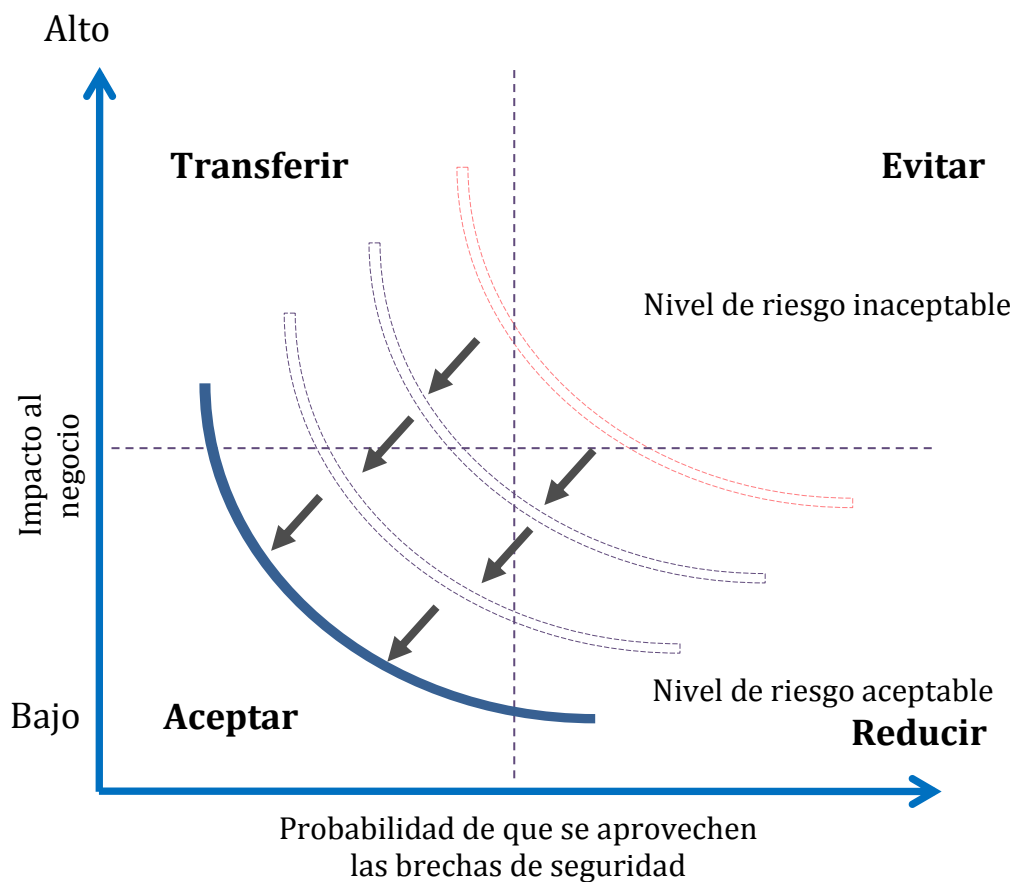 Alto
Transferir
Evitar
Nivel de riesgo inaceptable
Impacto al
negocio
Nivel de riesgo aceptable
Bajo
Aceptar
Reducir
Probabilidad de que se aprovechen
las brechas de seguridad